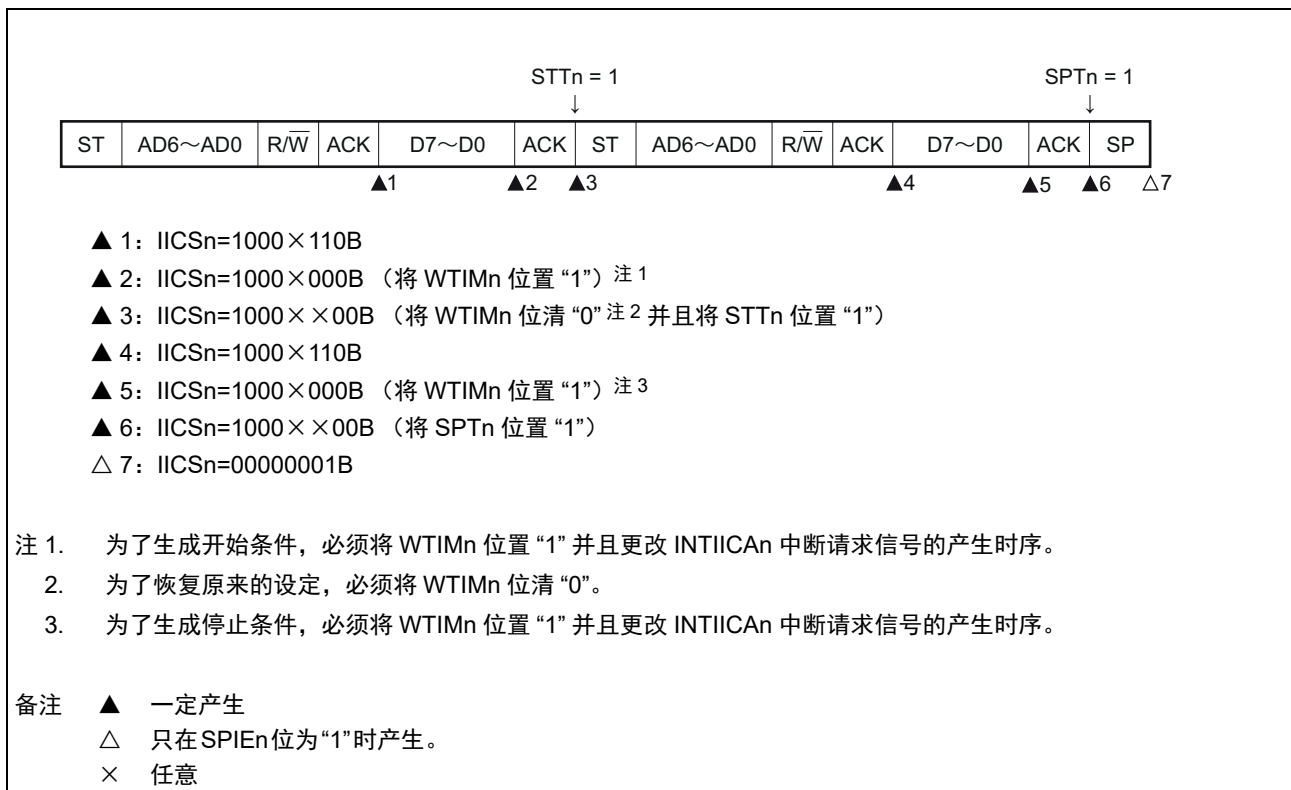 STTn = 1 SPTn = 1
↓ ↓
ST AD6～AD0 R/W̅ ACK D7～D0 ACK ST AD6～AD0 R/W̅ ACK D7～D0 ACK SP
▲1 ▲2 ▲3 ▲4 ▲5 ▲6 △7
▲ 1：IICSn=1000×110B
▲ 2：IICSn=1000×000B （将 WTIMn 位置 “1”）注 1
▲ 3：IICSn=1000××00B （将 WTIMn 位清 “0” 注 2 并且将 STTn 位置 “1”）
▲ 4：IICSn=1000×110B
▲ 5：IICSn=1000×000B （将 WTIMn 位置 “1”）注 3
▲ 6：IICSn=1000××00B （将 SPTn 位置 “1”）
△ 7：IICSn=00000001B
注 1. 为了生成开始条件，必须将 WTIMn 位置 “1” 并且更改 INTIICAn 中断请求信号的产生时序。
2. 为了恢复原来的设定，必须将 WTIMn 位清 “0”。
3. 为了生成停止条件，必须将 WTIMn 位置 “1” 并且更改 INTIICAn 中断请求信号的产生时序。
备注 ▲ 一定产生
△ 只在SPIEn位为“1”时产生。
× 任意